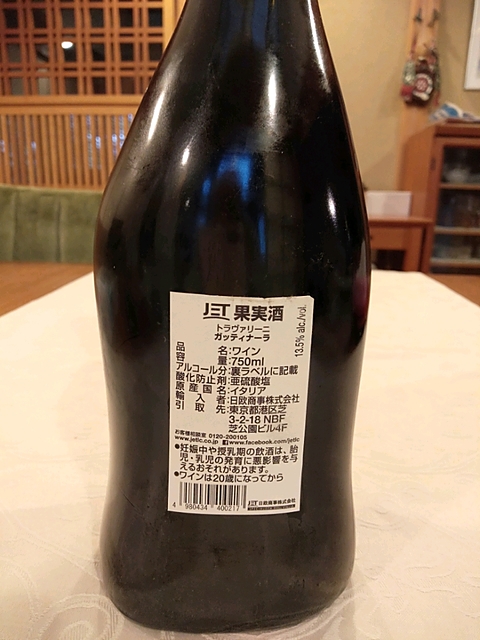 JET 果実酒
トラヴァリーニ
ガッティナーラ
13.5% alc./vol.
品名:ワイン
容量:750ml
アルコール分:裏ラベルに記載
酸化防止剤:亜硫酸塩
原産国名:イタリア
輸入者:日欧商事株式会社
引取先:東京都港区芝
3-2-18 NBF
芝公園ビル4F
お客様相談室 0120-200105
www.jetlc.co.jp f www.facebook.com/jetlc
●妊娠中や授乳期の飲酒は、胎
児・乳児の発育に悪影響を与
えるおそれがあります。
●ワインは20歳になってから
4 980434 400217
JET 日欧商事株式会社